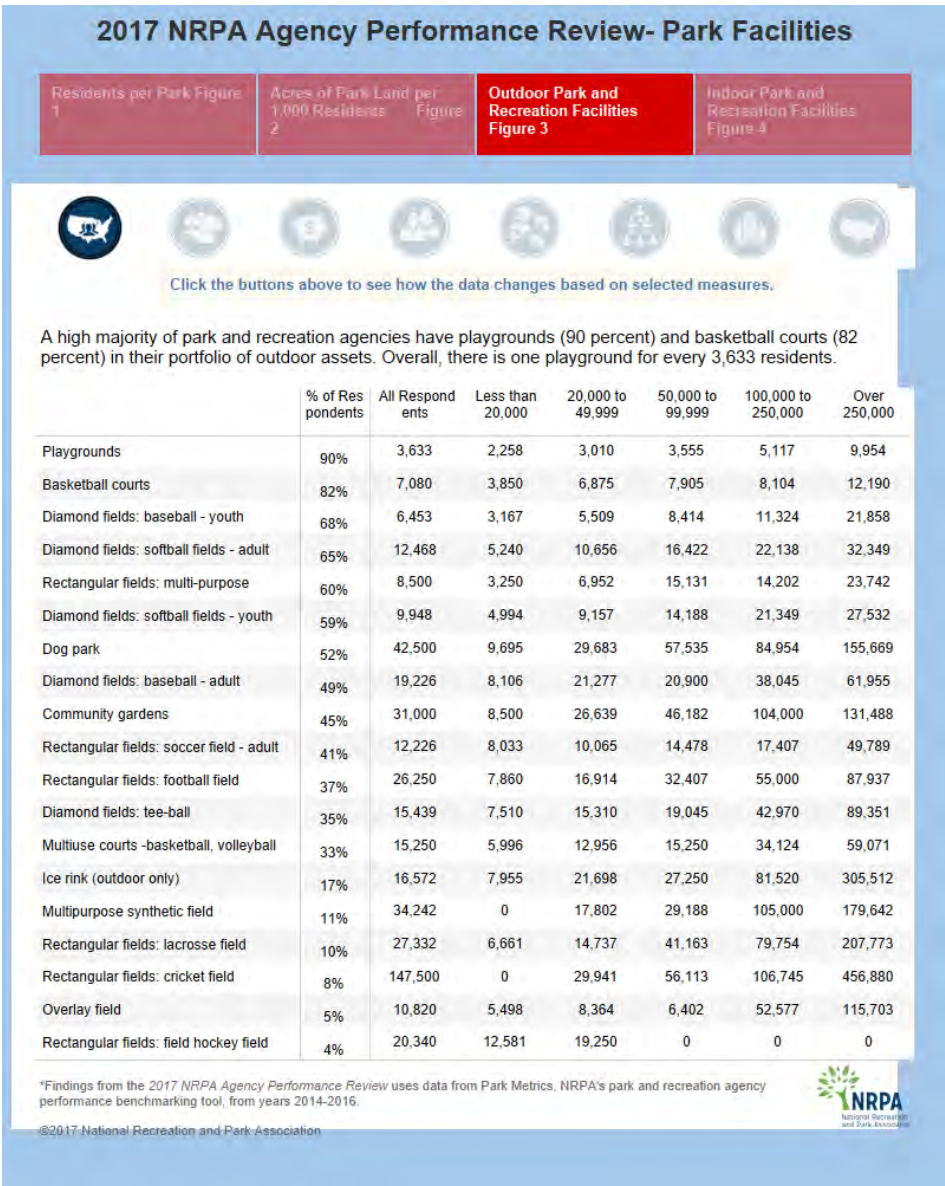 2017 NRPA Agency Performance Review- Park Facilities
Residents per Park Figure
1
Acres of Park Land per
1,000 Residents Figure
2
Outdoor Park and
Recreation Facilities
Figure 3
Indoor Park and
Recreation Facilities
Figure 4
Click the buttons above to see how the data changes based on selected measures.
A high majority of park and recreation agencies have playgrounds (90 percent) and basketball courts (82
percent) in their portfolio of outdoor assets. Overall, there is one playground for every 3,633 residents.
% of Res All Respond Less than 20,000 to 50,000 to 100,000 to Over
pondents ents 20,000 49,999 99,999 250,000 250,000
Playgrounds 90% 3,633 2,258 3,010 3,555 5,117 9,954
Basketball courts 82% 7,080 3,850 6,875 7,905 8,104 12,190
Diamond fields: baseball - youth 68% 6,453 3,167 5,509 8,414 11,324 21,858
Diamond fields: softball fields - adult 65% 12,468 5,240 10,656 16,422 22,138 32,349
Rectangular fields: multi-purpose 60% 8,500 3,250 6,952 15,131 14,202 23,742
Diamond fields: softball fields - youth 59% 9,948 4,994 9,157 14,188 21,349 27,532
Dog park 52% 42,500 9,695 29,683 57,535 84,954 155,669
Diamond fields: baseball - adult 49% 19,226 8,106 21,277 20,900 38,045 61,955
Community gardens 45% 31,000 8,500 26,639 46,182 104,000 131,488
Rectangular fields: soccer field - adult 41% 12,226 8,033 10,065 14,478 17,407 49,789
Rectangular fields: football field 37% 26,250 7,860 16,914 32,407 55,000 87,937
Diamond fields: tee-ball 35% 15,439 7,510 15,310 19,045 42,970 89,351
Multiuse courts -basketball, volleyball 33% 15,250 5,996 12,956 15,250 34,124 59,071
Ice rink (outdoor only) 17% 16,572 7,955 21,698 27,250 81,520 305,512
Multipurpose synthetic field 11% 34,242 0 17,802 29,188 105,000 179,642
Rectangular fields: lacrosse field 10% 27,332 6,661 14,737 41,163 79,754 207,773
Rectangular fields: cricket field 8% 147,500 0 29,941 56,113 106,745 456,880
Overlay field 5% 10,820 5,498 8,364 6,402 52,577 115,703
Rectangular fields: field hockey field 4% 20,340 12,581 19,250 0 0 0
*Findings from the 2017 NRPA Agency Performance Review uses data from Park Metrics, NRPA's park and recreation agency
performance benchmarking tool, from years 2014-2016.
NRPA
National Recreation
and Park Associa
©2017 National Recreation and Park Association